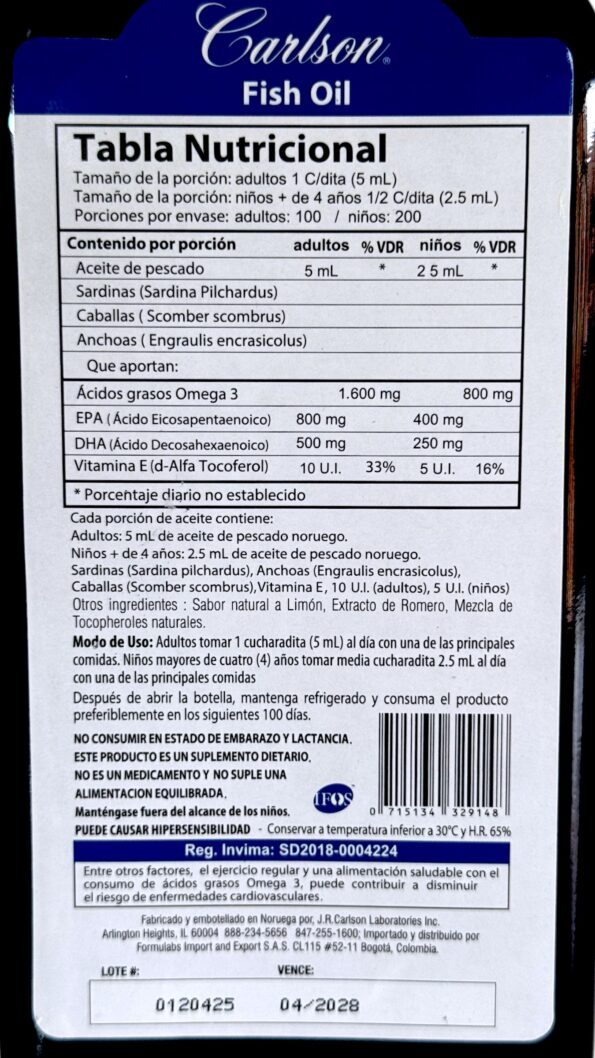 Carlson®
Fish Oil
Tabla Nutricional
Tamaño de la porción: adultos 1 C/dita (5 mL)
Tamaño de la porción: niños + de 4 años 1/2 C/dita (2.5 mL)
Porciones por envase: adultos: 100 / niños: 200
Contenido por porción adultos % VDR niños % VDR
Aceite de pescado 5 mL * 2 5 mL *
Sardinas (Sardina Pilchardus)
Caballas ( Scomber scombrus)
Anchoas ( Engraulis encrasicolus)
Que aportan:
Ácidos grasos Omega 3 1.600 mg 800 mg
EPA ( Ácido Eicosapentaenoico) 800 mg 400 mg
DHA (Ácido Decosahexaenoico) 500 mg 250 mg
Vitamina E (d-Alfa Tocoferol) 10 U.I. 33% 5 U.I. 16%
* Porcentaje diario no establecido
Cada porción de aceite contiene:
Adultos: 5 mL de aceite de pescado noruego.
Niños + de 4 años: 2.5 mL de aceite de pescado noruego.
Sardinas (Sardina pilchardus), Anchoas (Engraulis encrasicolus),
Caballas (Scomber scombrus),Vitamina E, 10 U.I. (adultos), 5 U.I. (niños)
Otros ingredientes : Sabor natural a Limón, Extracto de Romero, Mezcla de
Tocopheroles naturales.
Modo de Uso: Adultos tomar 1 cucharadita (5 mL) al día con una de las principales
comidas. Niños mayores de cuatro (4) años tomar media cucharadita 2.5 mL al día
con una de las principales comidas
Después de abrir la botella, mantenga refrigerado y consuma el producto
preferiblemente en los siguientes 100 días.
NO CONSUMIR EN ESTADO DE EMBARAZO Y LACTANCIA.
ESTE PRODUCTO ES UN SUPLEMENTO DIETARIO.
NO ES UN MEDICAMENTO Y NO SUPLE UNA
ALIMENTACION EQUILIBRADA.
Manténgase fuera del alcance de los niños.
IFOS
0 715134 329148
PUEDE CAUSAR HIPERSENSIBILIDAD - Conservar a temperatura inferior a 30°C y H.R. 65%
Reg. Invima: SD2018-0004224
Entre otros factores, el ejercicio regular y una alimentación saludable con el
consumo de ácidos grasos Omega 3, puede contribuir a disminuir
el riesgo de enfermedades cardiovasculares.
Fabricado y embotellado en Noruega por, J.R.Carlson Laboratories Inc.
Arlington Heights, IL 60004 888-234-5656 847-255-1600; Importado y distribuido por
Formulabs Import and Export S.A.S. CL115 #52-11 Bogotá, Colombia.
LOTE #: VENCE:
0120425 04/2028